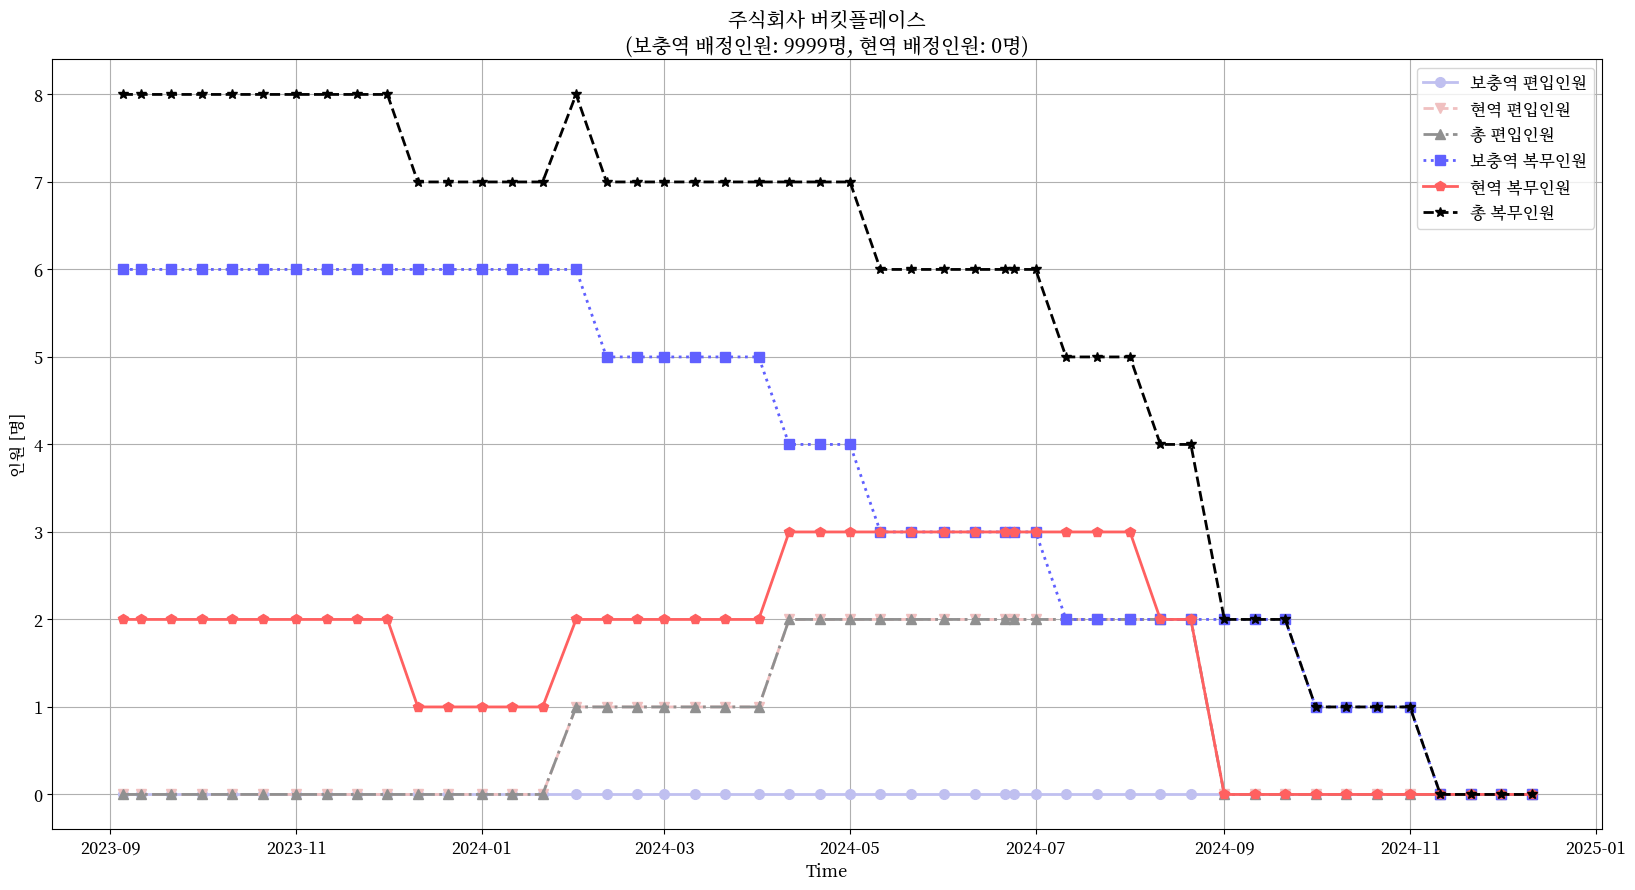 주식회사 버킷플레이스
(보충역 배정인원: 9999명, 현역 배정인원: 0명)
보충역 편입인원
현역 편입인원
총 편입인원
보충역 복무인원
현역 복무인원
총 복무인원
인원 [명]
8
7
6
5
4
3
2
1
0
2023-09 2023-11 2024-01 2024-03 2024-05 2024-07 2024-09 2024-11 2025-01
Time